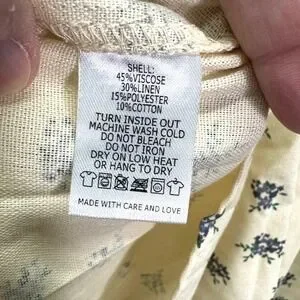 SHELL:
45%VISCOSE
30%LINEN
15%POLYESTER
10%COTTON
TURN INSIDE OUT
MACHINE WASH COLD
DO NOT BLEACH
DO NOT IRON
DRY ON LOW HEAT
OR HANG TO DRY
MADE WITH CARE AND LOVE